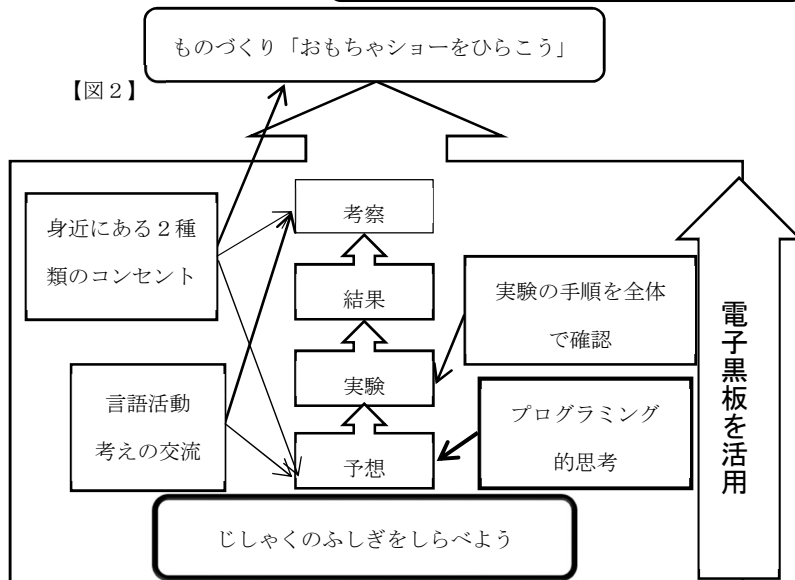 ものづくり「おもちゃショーをひらこう」
【図２】
身近にある２種
類のコンセント
考察
結果
実験
予想
実験の手順を全体
で確認
言語活動
考えの交流
プログラミング
的思考
電子黒板を活用
じしゃくのふしぎをしらべよう